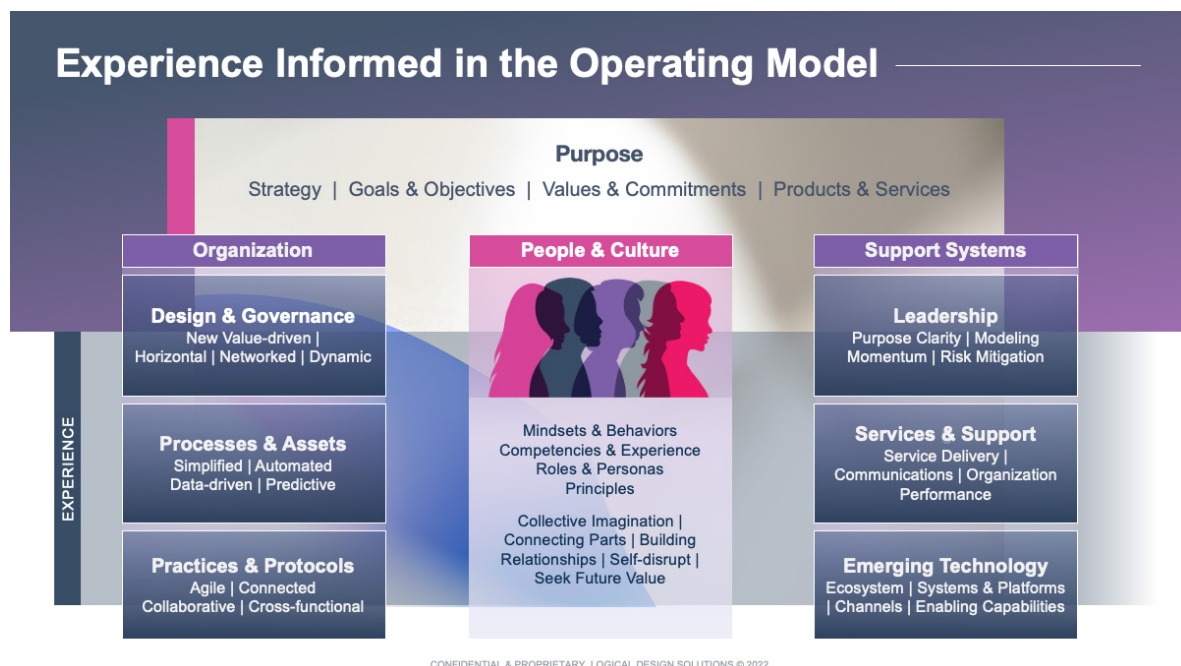 Experience Informed in the Operating Model
Purpose
Strategy | Goals & Objectives | Values & Commitments | Products & Services
Organization
Design & Governance
New Value-driven |
Horizontal | Networked | Dynamic
Processes & Assets
Simplified | Automated
Data-driven | Predictive
Practices & Protocols
Agile | Connected
Collaborative | Cross-functional
People & Culture
Mindsets & Behaviors
Competencies & Experience
Roles & Personas
Principles
Collective Imagination |
Connecting Parts | Building
Relationships | Self-disrupt |
Seek Future Value
Support Systems
Leadership
Purpose Clarity | Modeling
Momentum | Risk Mitigation
Services & Support
Service Delivery |
Communications | Organization
Performance
Emerging Technology
Ecosystem | Systems & Platforms
| Channels | Enabling Capabilities
EXPERIENCE
CONFIDENTIAL & PROPRIETARY LOGICAL DESIGN SOLUTIONS © 2022